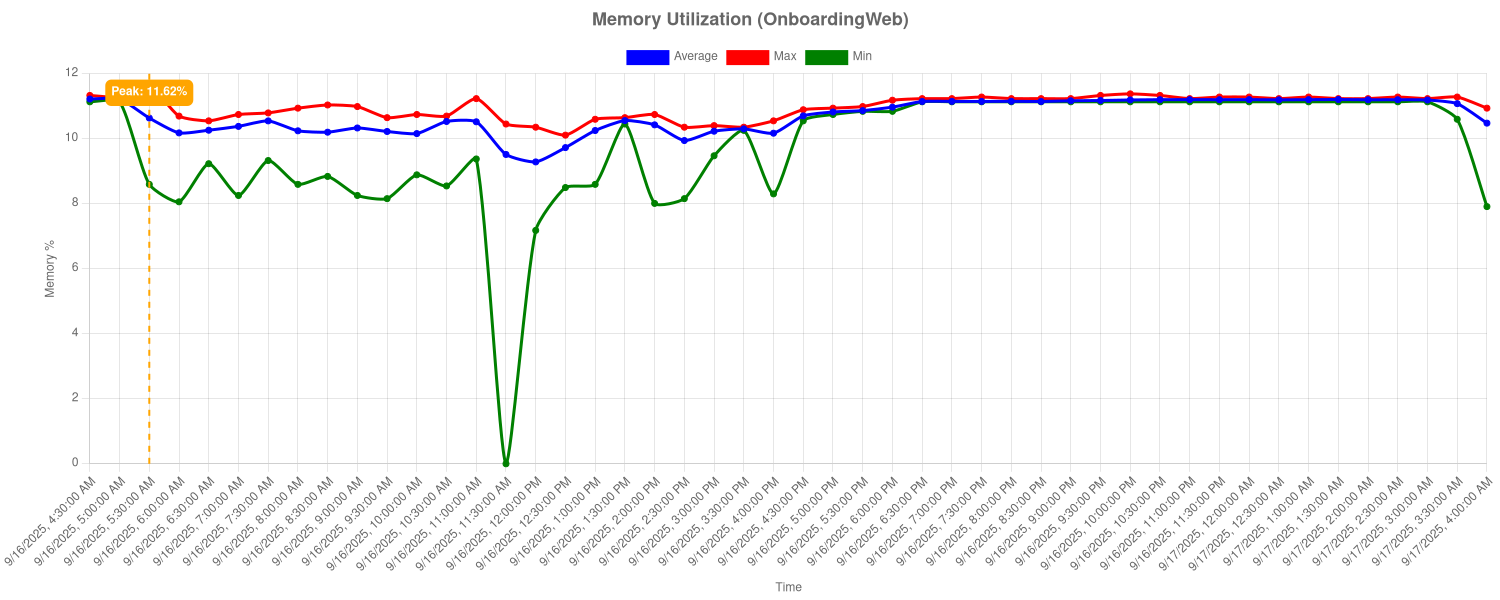 Memory Utilization (OnboardingWeb)
Average Max Min
Peak: 11.62%
12
10
8
6
4
2
0
Memory %
9/16/2025, 4:30:00 AM
9/16/2025, 5:00:00 AM
9/16/2025, 5:30:00 AM
9/16/2025, 6:00:00 AM
9/16/2025, 6:30:00 AM
9/16/2025, 7:00:00 AM
9/16/2025, 7:30:00 AM
9/16/2025, 8:00:00 AM
9/16/2025, 8:30:00 AM
9/16/2025, 9:00:00 AM
9/16/2025, 9:30:00 AM
9/16/2025, 10:00:00 AM
9/16/2025, 10:30:00 AM
9/16/2025, 11:00:00 AM
9/16/2025, 11:30:00 AM
9/16/2025, 12:00:00 PM
9/16/2025, 12:30:00 PM
9/16/2025, 1:00:00 PM
9/16/2025, 1:30:00 PM
9/16/2025, 2:00:00 PM
9/16/2025, 2:30:00 PM
9/16/2025, 3:00:00 PM
9/16/2025, 3:30:00 PM
9/16/2025, 4:00:00 PM
9/16/2025, 4:30:00 PM
9/16/2025, 5:00:00 PM
9/16/2025, 5:30:00 PM
9/16/2025, 6:00:00 PM
9/16/2025, 6:30:00 PM
9/16/2025, 7:00:00 PM
9/16/2025, 7:30:00 PM
9/16/2025, 8:00:00 PM
9/16/2025, 8:30:00 PM
9/16/2025, 9:00:00 PM
9/16/2025, 9:30:00 PM
9/16/2025, 10:00:00 PM
9/16/2025, 10:30:00 PM
9/16/2025, 11:00:00 PM
9/16/2025, 11:30:00 PM
9/17/2025, 12:00:00 AM
9/17/2025, 12:30:00 AM
9/17/2025, 1:00:00 AM
9/17/2025, 1:30:00 AM
9/17/2025, 2:00:00 AM
9/17/2025, 2:30:00 AM
9/17/2025, 3:00:00 AM
9/17/2025, 3:30:00 AM
9/17/2025, 4:00:00 AM
Time